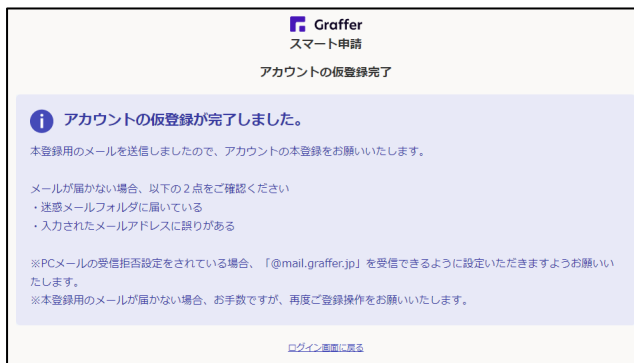 Graffer
スマート申請
アカウントの仮登録完了
アカウントの仮登録が完了しました。
本登録用のメールを送信しましたので、アカウントの本登録をお願いいたします。
メールが届かない場合、以下の２点をご確認ください
・迷惑メールフォルダに届いている
・入力されたメールアドレスに誤りがある
※PCメールの受信拒否設定をされている場合、「@mail.graffer.jp」を受信できるように設定いただきますようお願いい
たします。
※本登録用のメールが届かない場合、お手数ですが、再度ご登録操作をお願いいたします。
ログイン画面に戻る